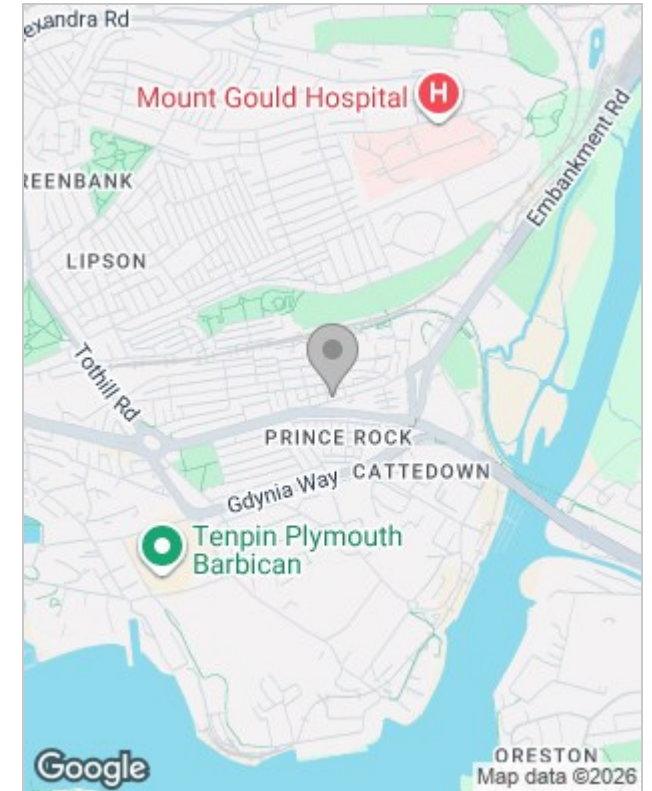 exandra Rd
Mount Gould Hospital
H
Embankment Rd
REENBANK
LIPSON
Tothill Rd
PRINCE ROCK
CATTEDOWN
Gdynia Way
Tenpin Plymouth
Barbican
ORESTON
Google
Map data ©2026